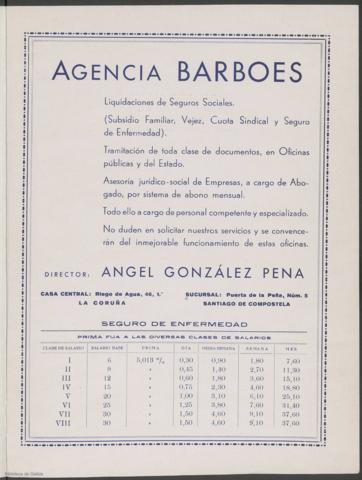 AGENCIA BARBOES
Liquidaciones de Seguros Sociales.
(Subsidio Familiar, Vejez, Cuota Sindical y Seguro
de Enfermedad).
Tramitación de toda clase de documentos, en Oficinas
públicas y del Estado.
Asesoría jurídico-social de Empresas, a cargo de Abo-
gado, por sistema de abono mensual.
Todo ello a cargo de personal competente y especializado.
No duden en solicitar nuestros servicios y se convence-
rán del inmejorable funcionamiento de estas oficinas.
DIRECTOR: ANGEL GONZÁLEZ PENA
CASA CENTRAL: Riego de Agua, 46, 1.º
LA CORUÑA
SUCURSAL: Puerta de la Peña, Núm. 5
SANTIAGO DE COMPOSTELA
SEGURO DE ENFERMEDAD
PRIMA FIJA A LAS DIVERSAS CLASES DE SALARIOS
CLASE DE SALARIO SALARIO BASE PRIMA DIA MEDIA SEMANA SEMANA MES
I 6 5,013 % 0,30 0,90 1,80 7,60
II 9 » 0,45 1,40 2,70 11,30
III 12 » 0,60 1,80 3,60 15,10
IV 15 » 0,75 2,30 4,60 18,80
V 20 » 1,00 3,10 6,10 25,10
VI 25 » 1,25 3,80 7,60 31,40
VII 30 » 1,50 4,60 9,10 37,60
VIII 30 » 1,50 4,60 9,10 37,60
Biblioteca de Galicia